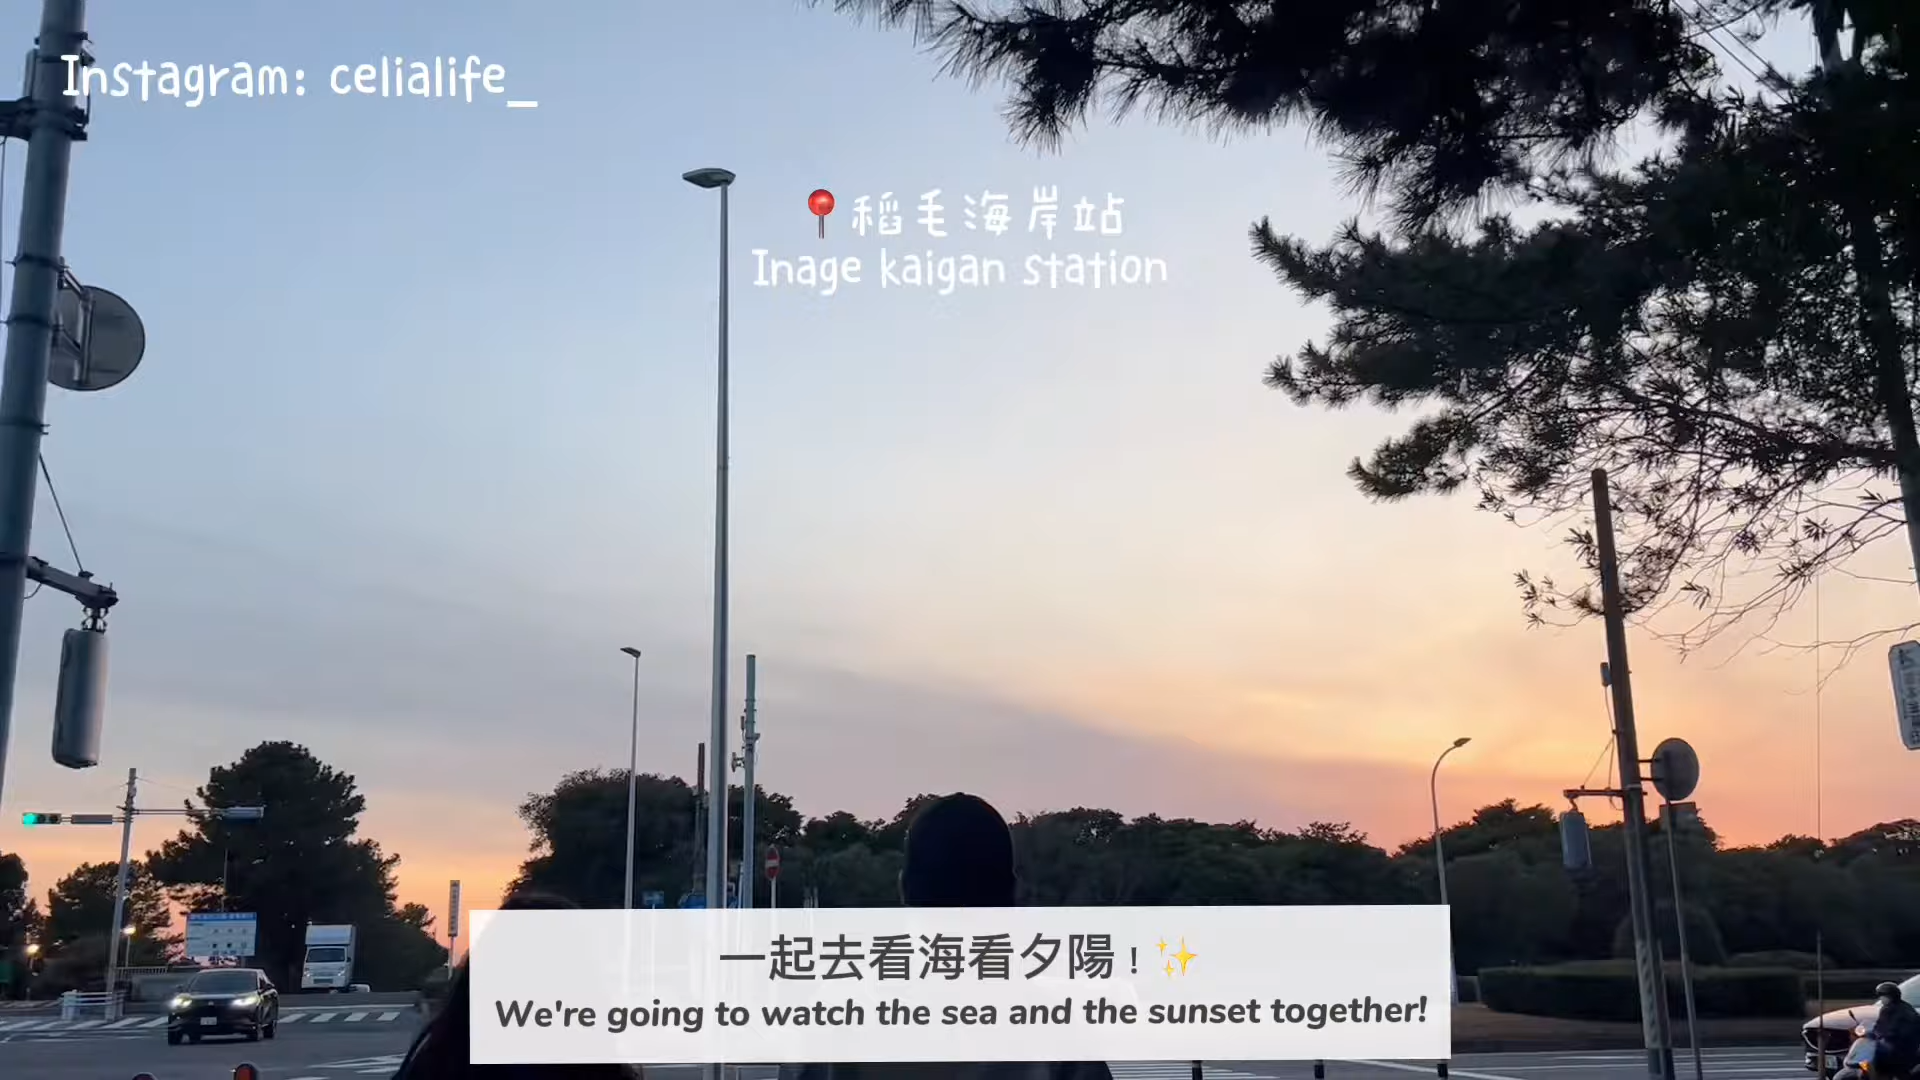 Instagram: celialife_
📍稻毛海岸站
Inage kaigan station
一起去看海看夕陽！✨
We're going to watch the sea and the sunset together!